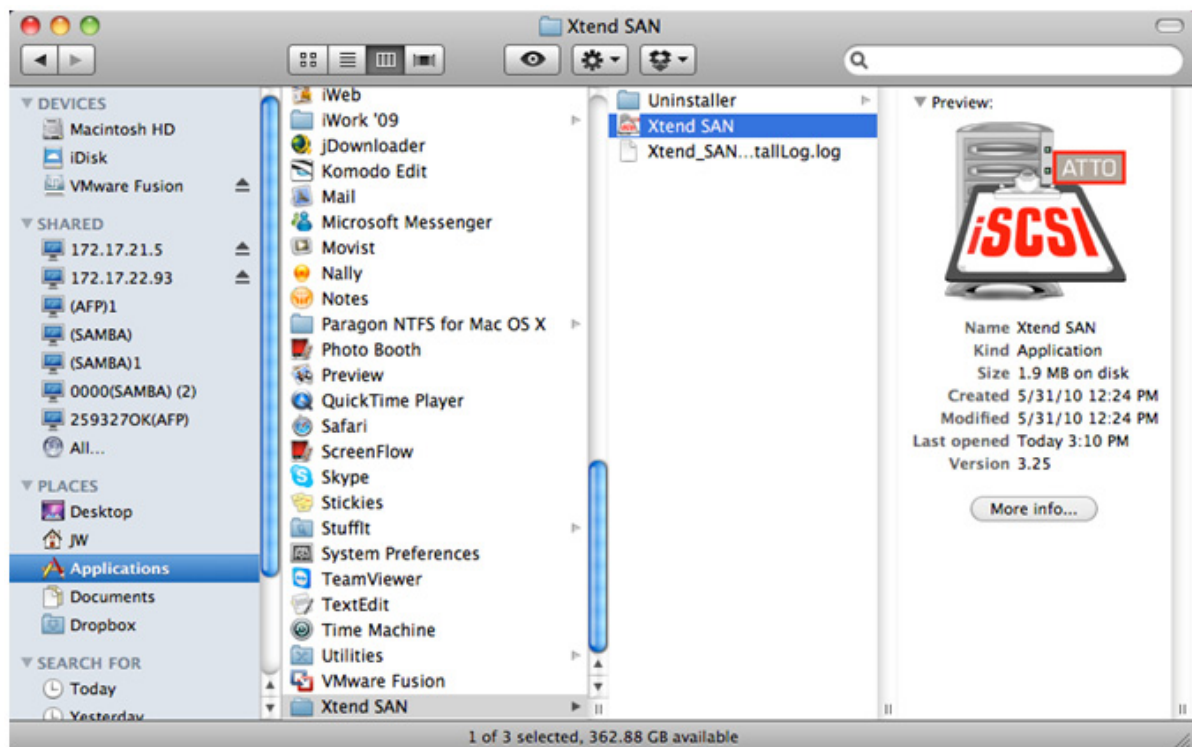 Xtend SAN
DEVICES
Macintosh HD
iDisk
VMware Fusion
SHARED
172.17.21.5
172.17.22.93
(AFP)1
(SAMBA)
(SAMBA)1
0000(SAMBA) (2)
259327OK(AFP)
All...
PLACES
Desktop
JW
Applications
Documents
Dropbox
SEARCH FOR
Today
Yesterday
iWeb
iWork '09
jDownloader
Komodo Edit
Mail
Microsoft Messenger
Movist
Nally
Notes
Paragon NTFS for Mac OS X
Photo Booth
Preview
QuickTime Player
Safari
ScreenFlow
Skype
Stickies
StuffIt
System Preferences
TeamViewer
TextEdit
Time Machine
Utilities
VMware Fusion
Xtend SAN
Uninstaller
Xtend SAN
Xtend_SAN...tallLog.log
Preview:
ATTO
iSCSI
Name Xtend SAN
Kind Application
Size 1.9 MB on disk
Created 5/31/10 12:24 PM
Modified 5/31/10 12:24 PM
Last opened Today 3:10 PM
Version 3.25
More info...
1 of 3 selected, 362.88 GB available